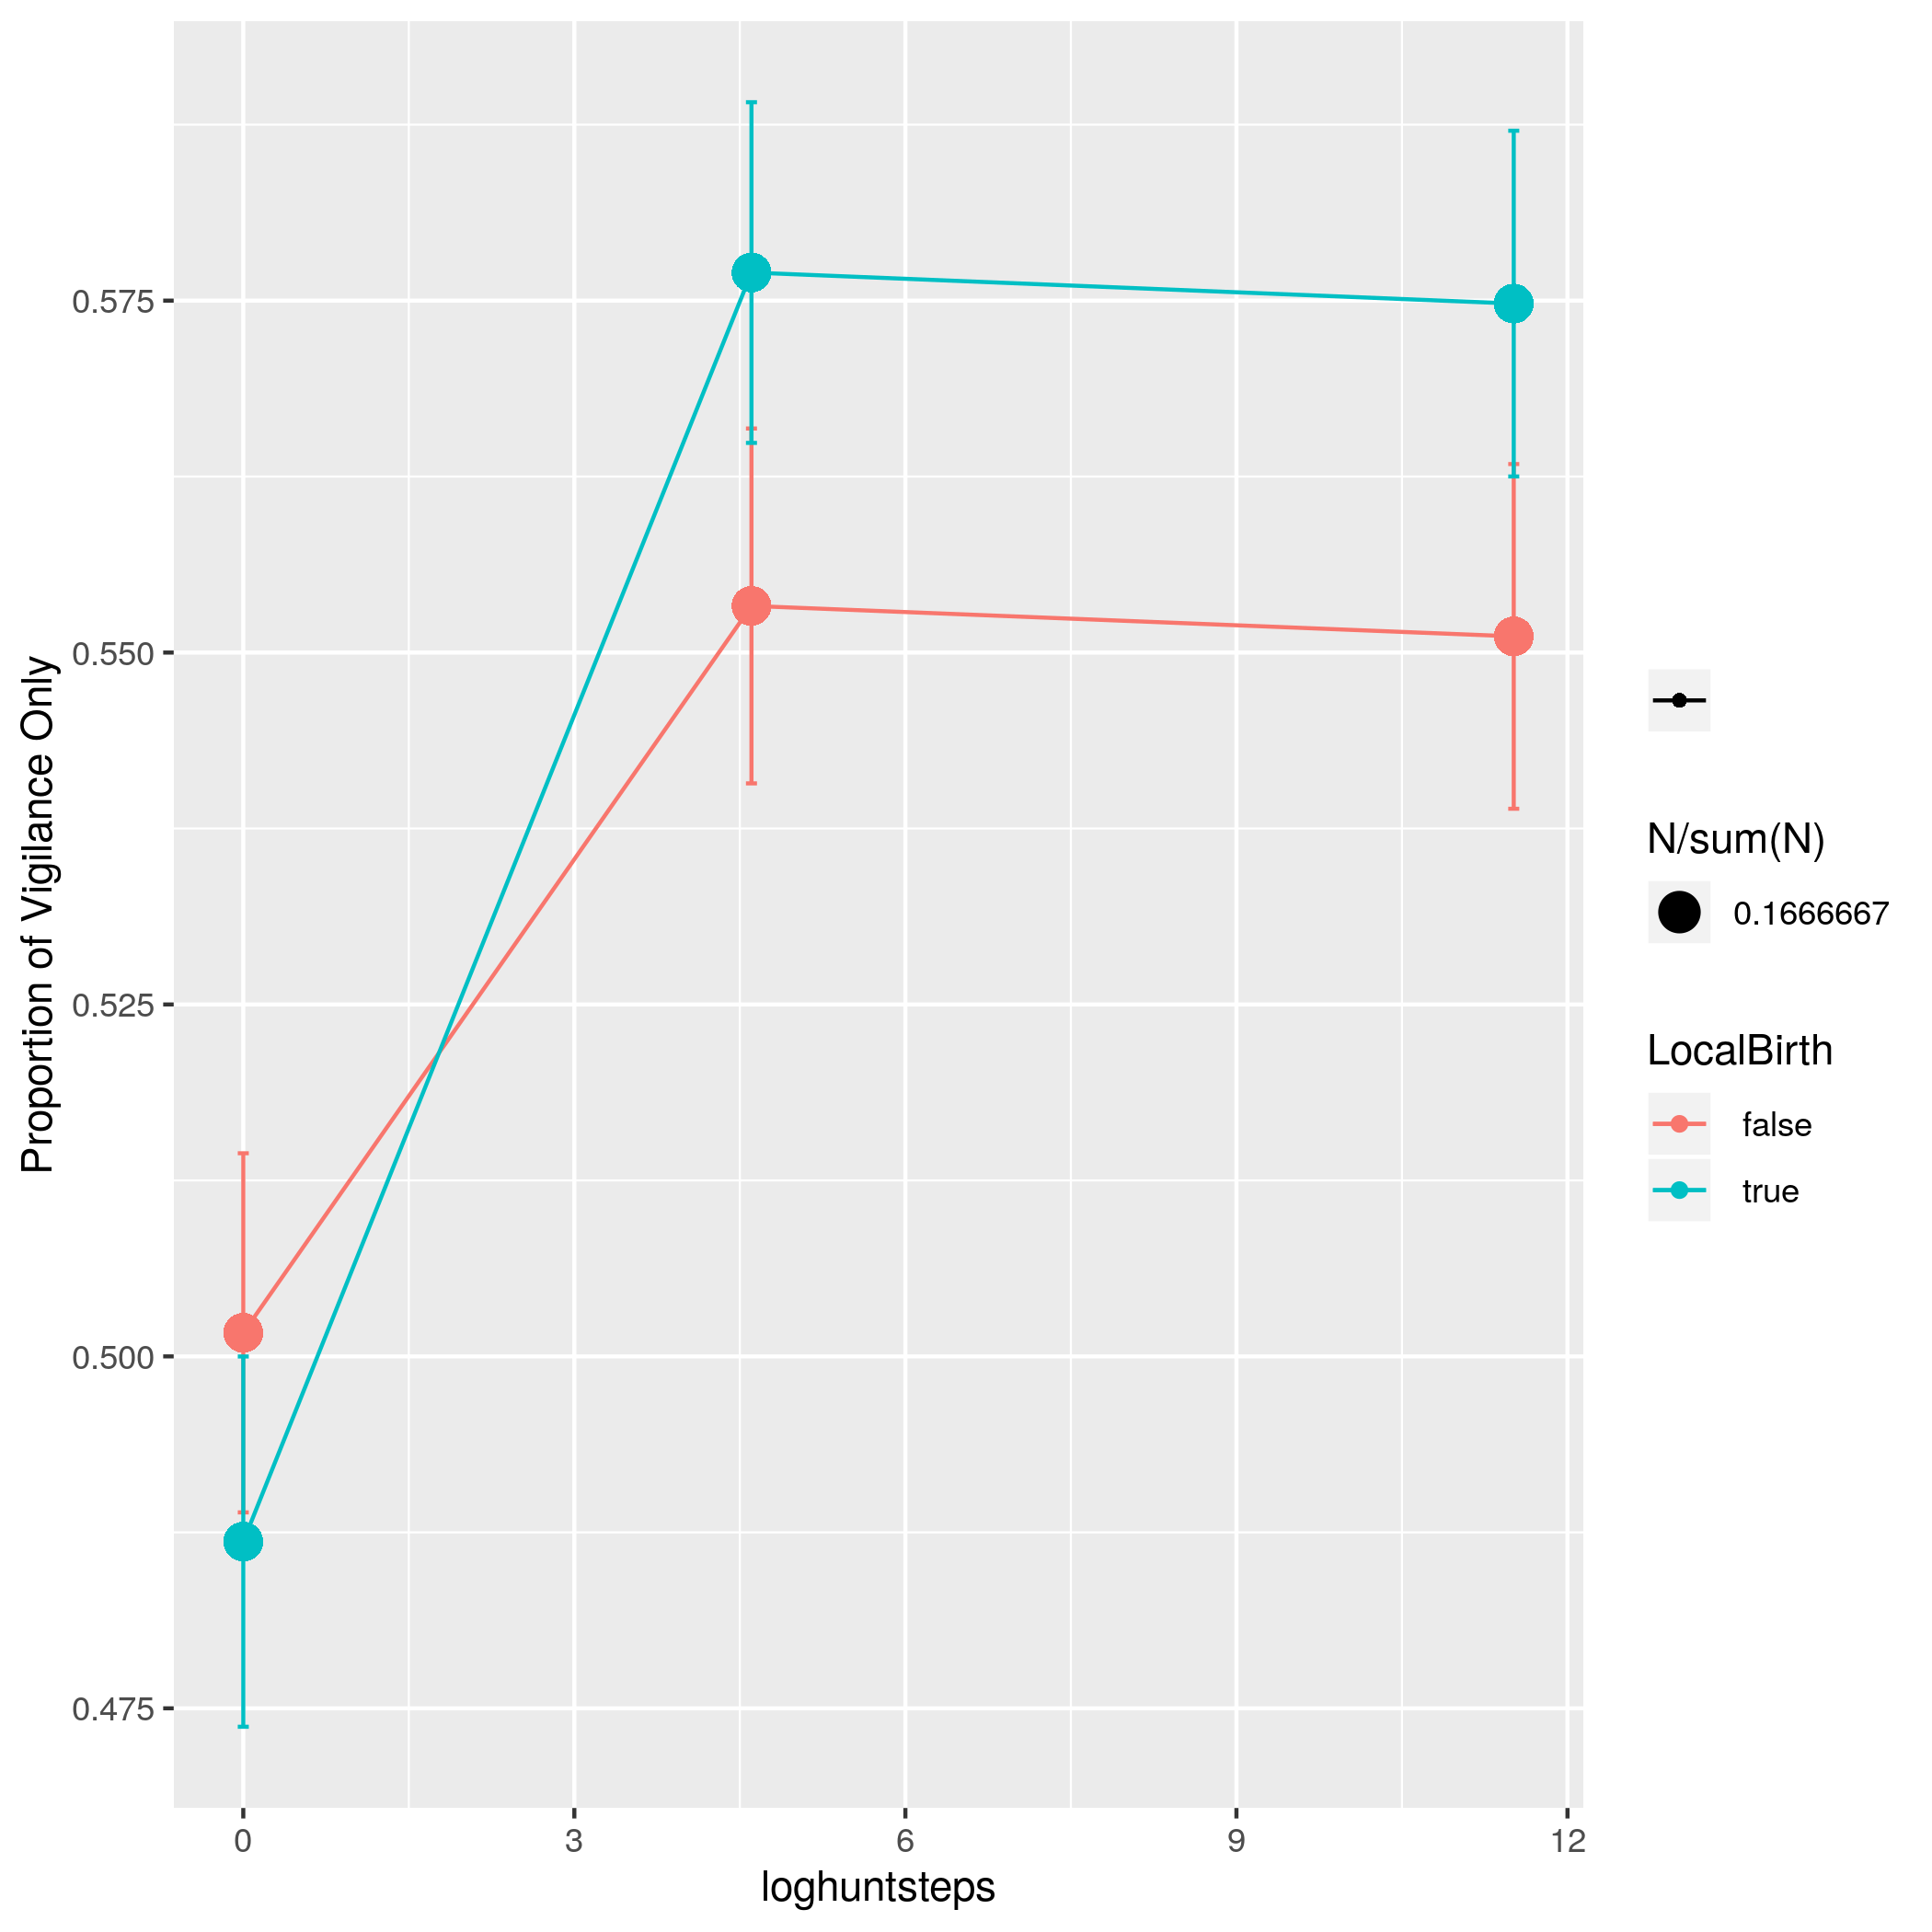 Proportion of Vigilance Only
0.575
0.550
0.525
0.500
0.475
0 3 6 9 12
loghuntsteps
N/sum(N)
0.1666667
LocalBirth
false
true